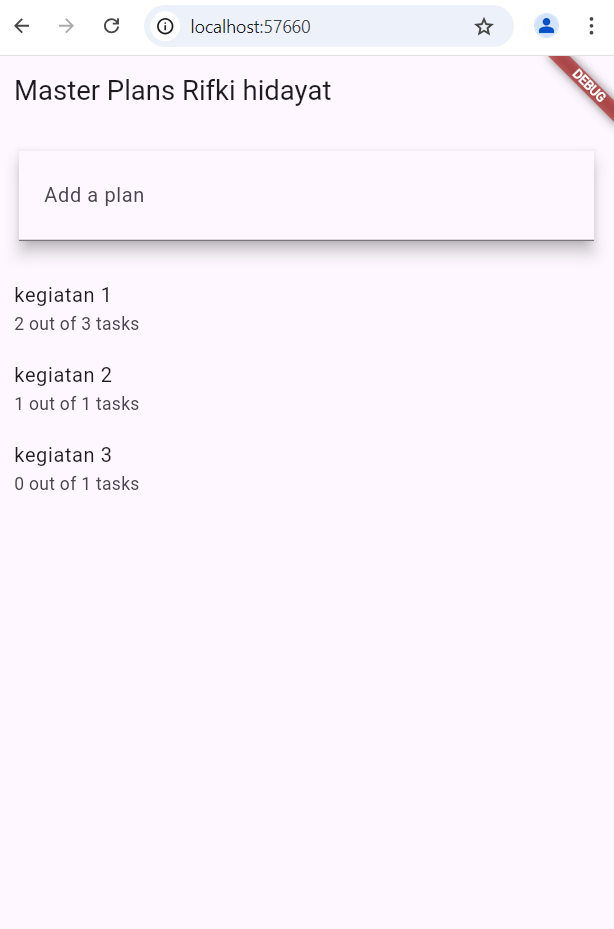 localhost:57660
DEBUG
Master Plans Rifki hidayat
Add a plan
kegiatan 1
2 out of 3 tasks
kegiatan 2
1 out of 1 tasks
kegiatan 3
0 out of 1 tasks